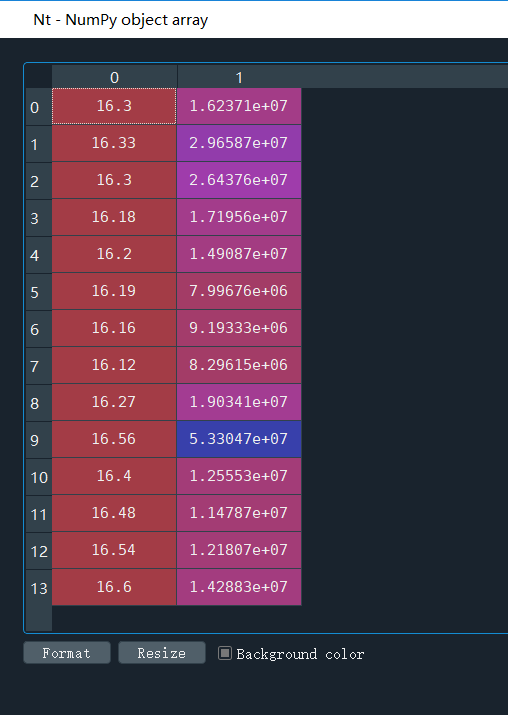 Nt - NumPy object array
0 1
0 16.3 1.62371e+07
1 16.33 2.96587e+07
2 16.3 2.64376e+07
3 16.18 1.71956e+07
4 16.2 1.49087e+07
5 16.19 7.99676e+06
6 16.16 9.19333e+06
7 16.12 8.29615e+06
8 16.27 1.90341e+07
9 16.56 5.33047e+07
10 16.4 1.25553e+07
11 16.48 1.14787e+07
12 16.54 1.21807e+07
13 16.6 1.42883e+07
Format Resize Background color